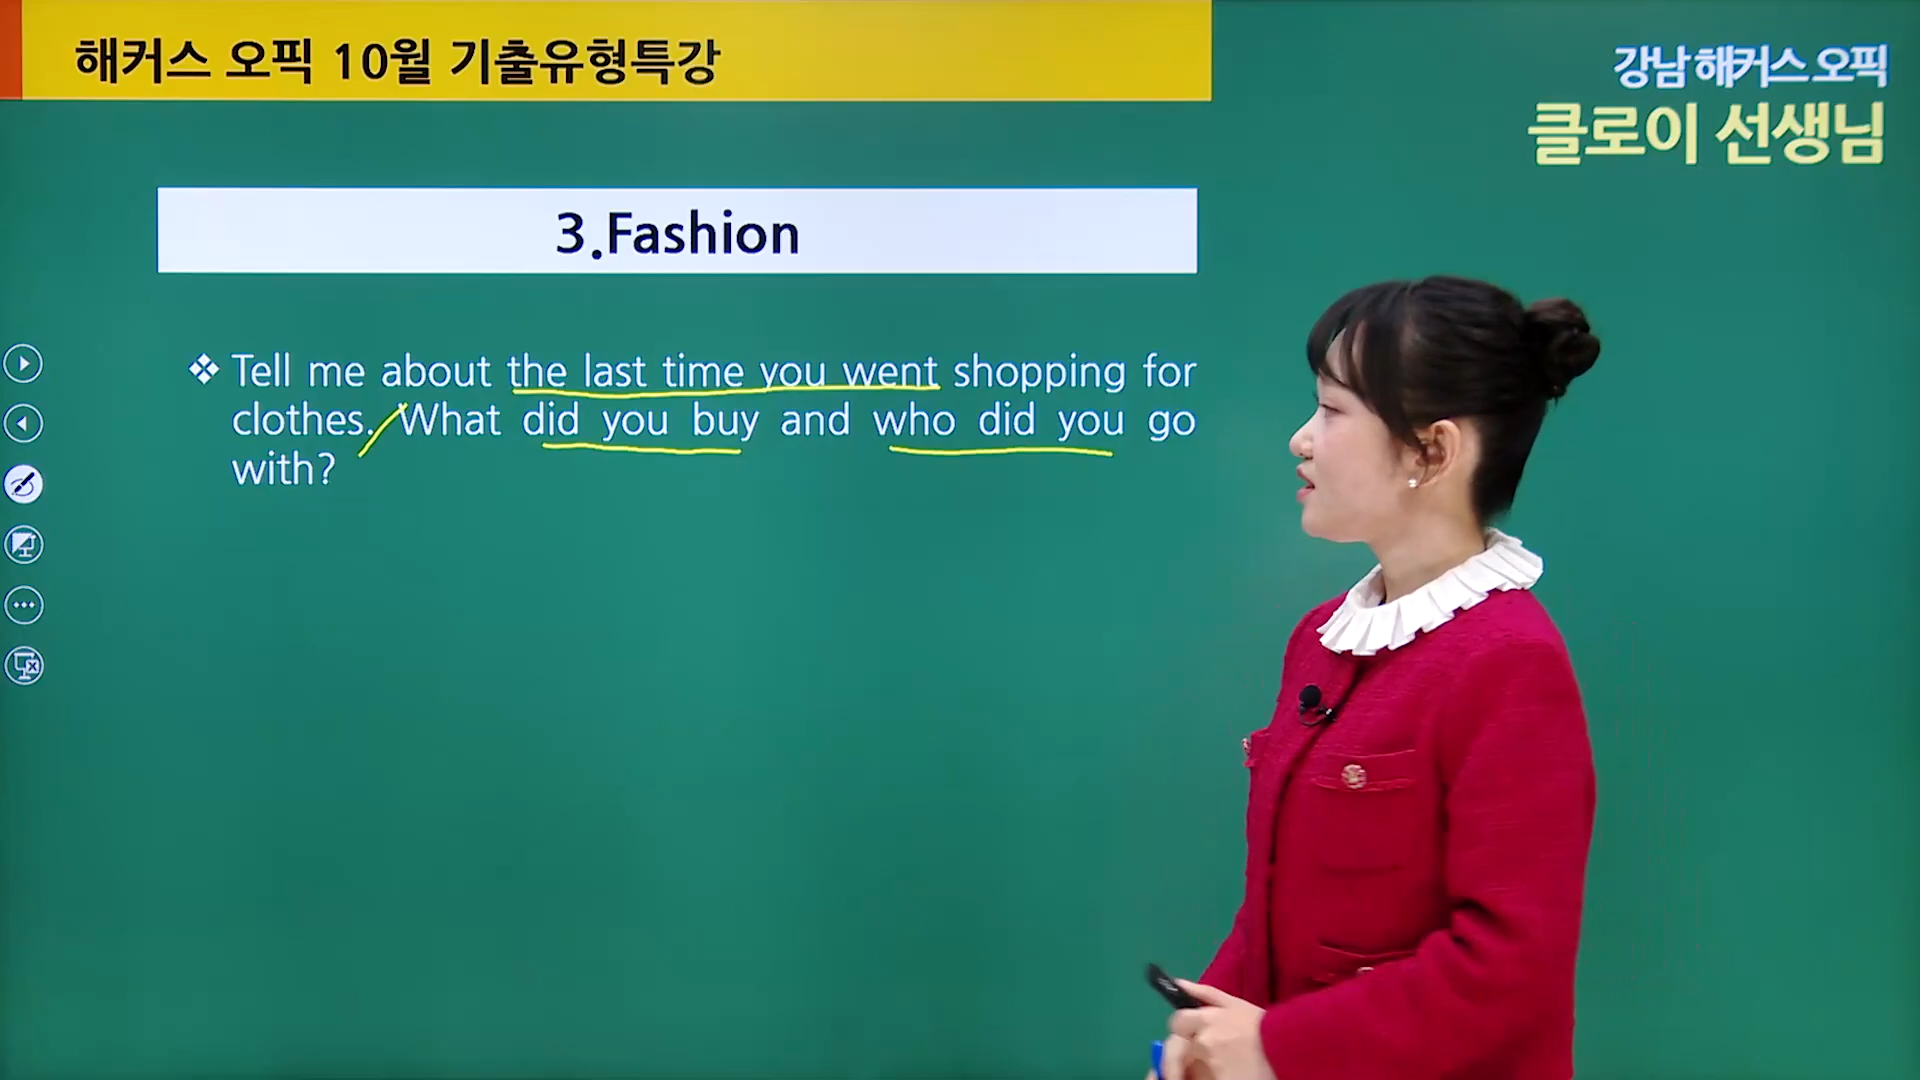 해커스 오픽 10월 기출유형특강
강남 해커스 오픽
클로이 선생님
3.Fashion
❖ Tell me about the last time you went shopping for
clothes. What did you buy and who did you go
with?